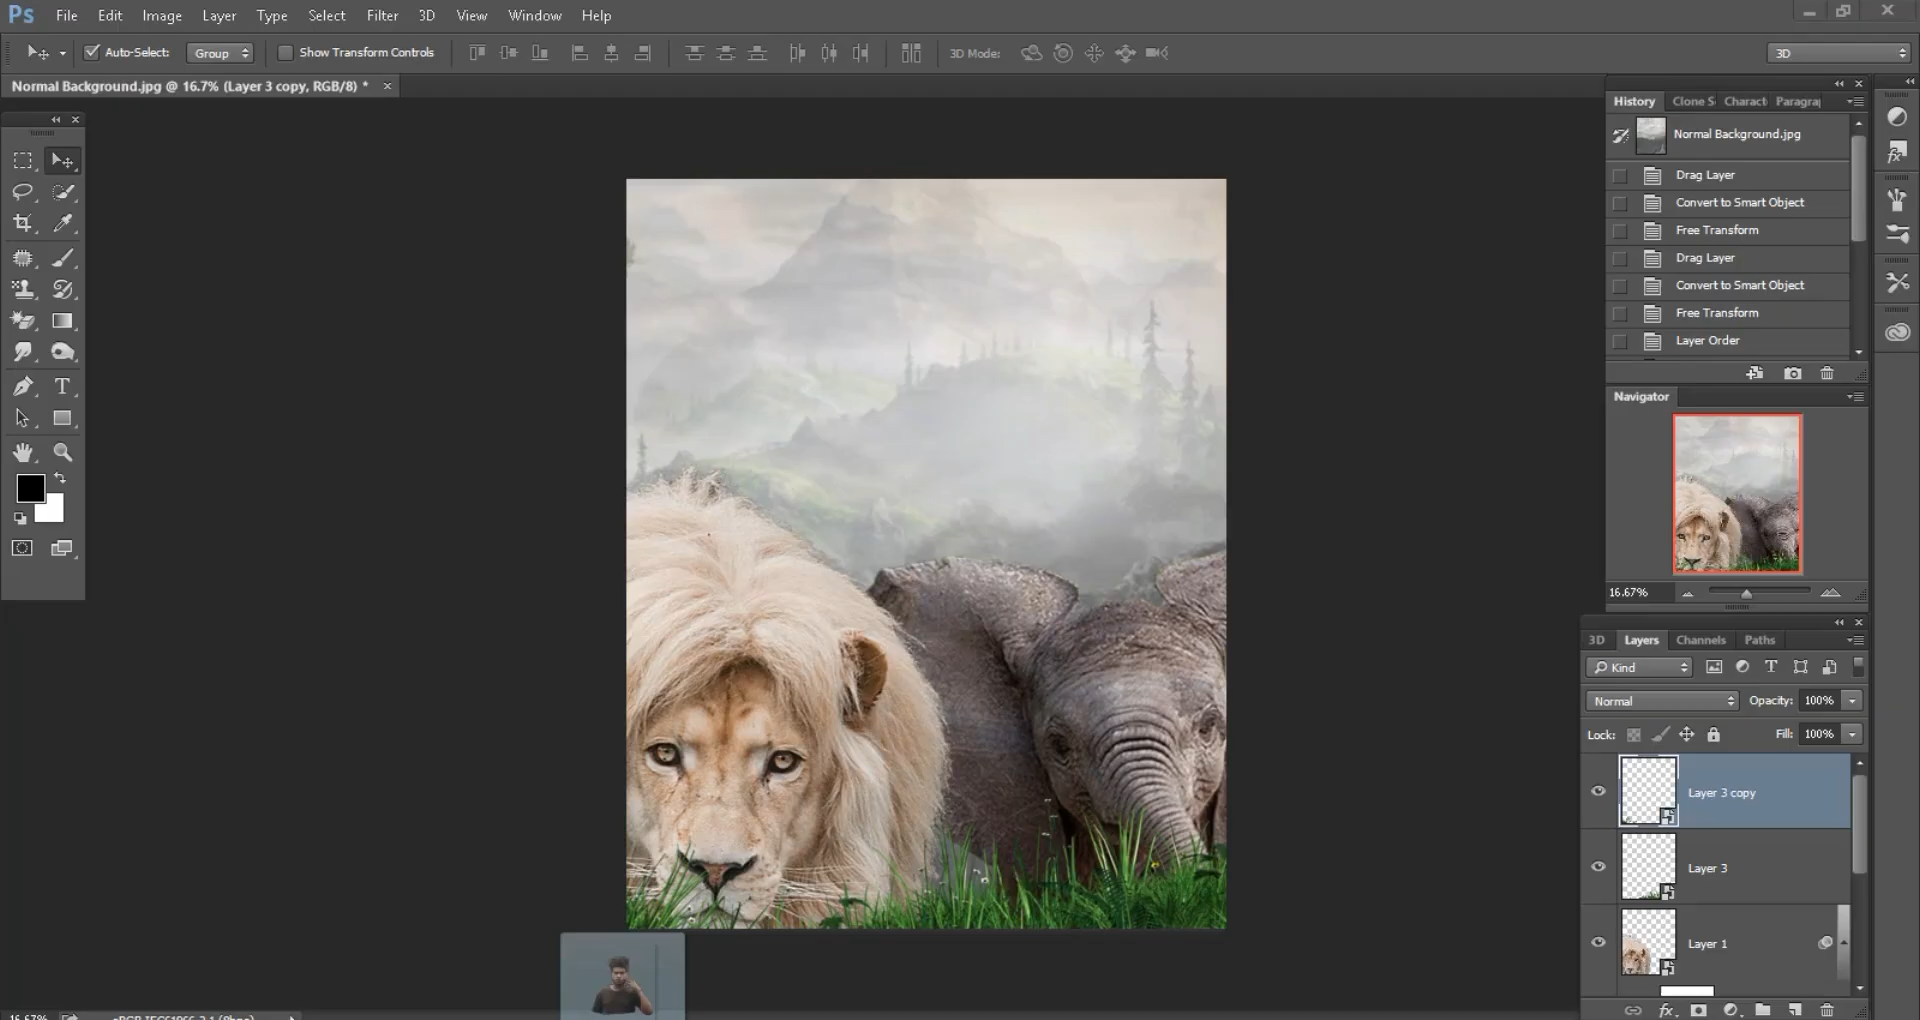 Ps File Edit Image Layer Type Select Filter 3D View Window Help
Auto-Select: Group Show Transform Controls 3D Mode: 3D
Normal Background.jpg @ 16.7% (Layer 3 copy, RGB/8) *
History Clone S Charact Paragraj
Normal Background.jpg
Drag Layer
Convert to Smart Object
Free Transform
Drag Layer
Convert to Smart Object
Free Transform
Layer Order
Navigator
16.67%
3D Layers Channels Paths
Kind
Normal Opacity: 100%
Lock: Fill: 100%
Layer 3 copy
Layer 3
Layer 1
fx